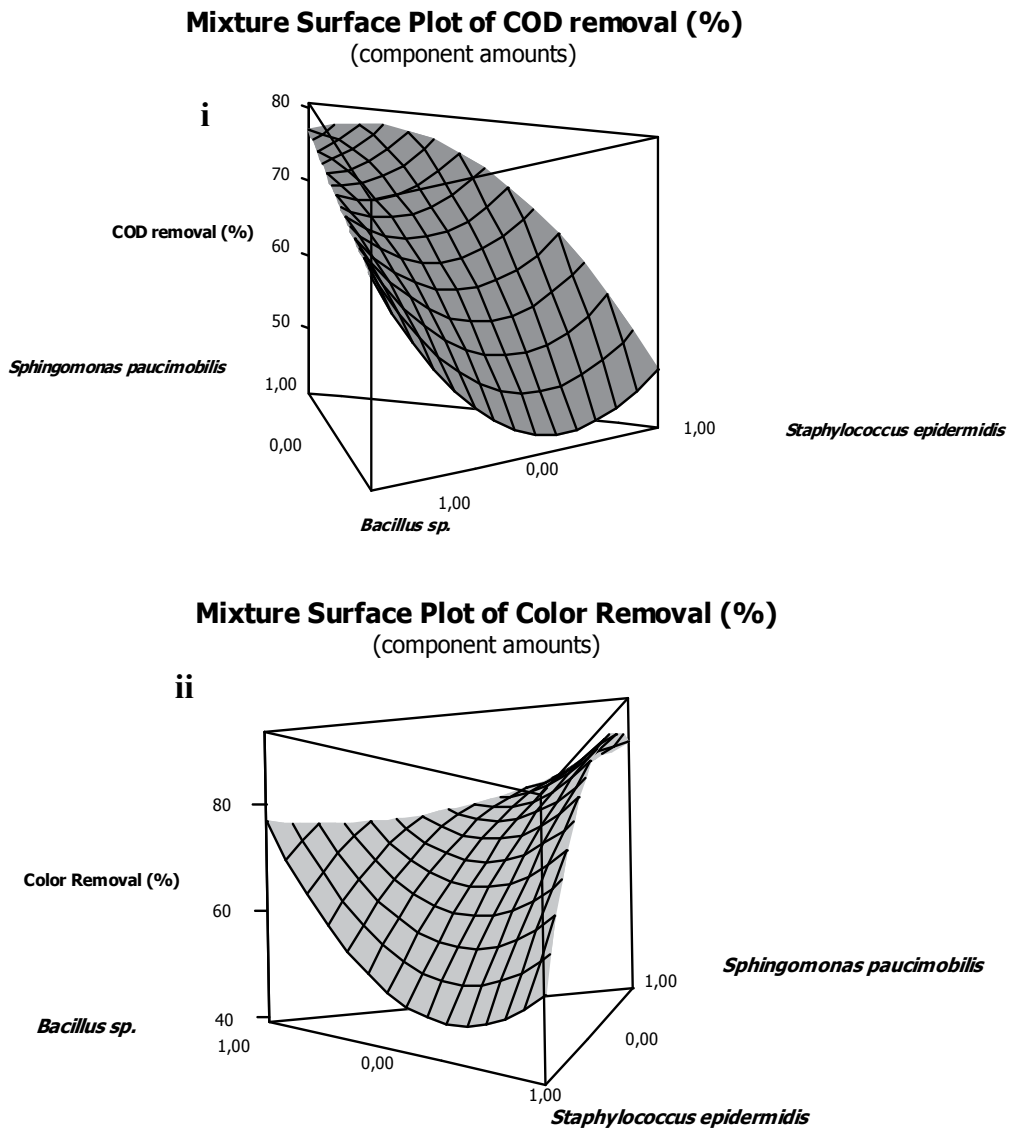 Mixture Surface Plot of COD removal (%)
(component amounts)
i
80
70
COD removal (%)
60
50
Sphingomonas paucimobilis
1,00
0,00
1,00
Staphylococcus epidermidis
0,00
1,00
Bacillus sp.
Mixture Surface Plot of Color Removal (%)
(component amounts)
ii
80
Color Removal (%)
60
Sphingomonas paucimobilis
1,00
40
Bacillus sp.
1,00
0,00
0,00
1,00
Staphylococcus epidermidis